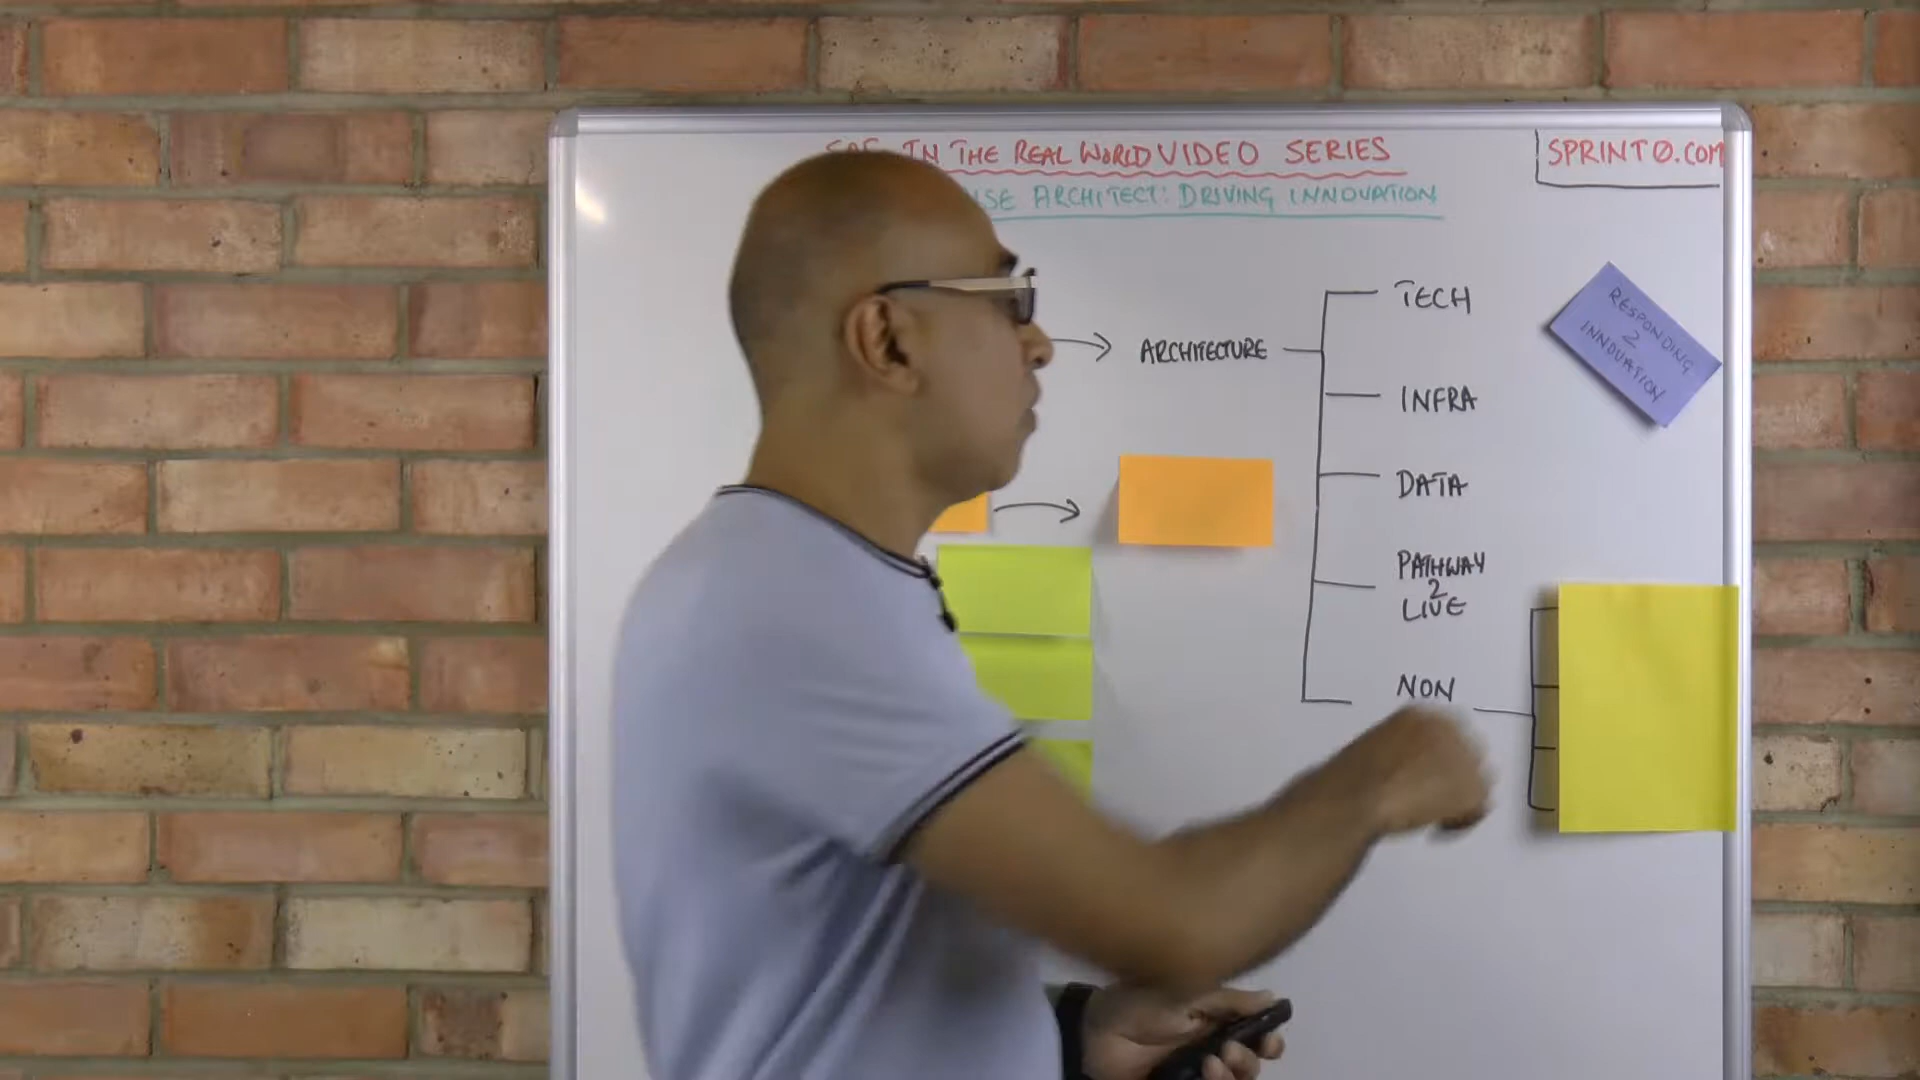 IN THE REAL WORLD VIDEO SERIES
SPRINT0.COM
ARCHITECT: DRIVING INNOVATION
ARCHITECTURE
TECH
INFRA
DATA
PATHWAY
2
LIVE
NON
RESPONDING
2
INNOVATION